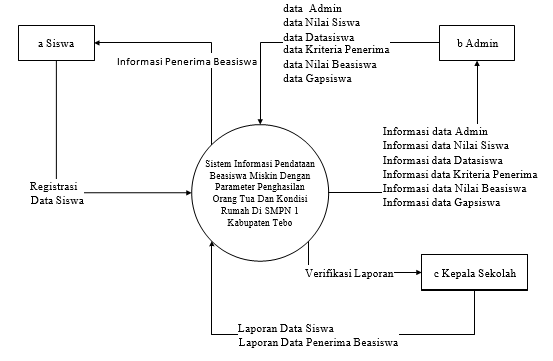 data Admin
data Nilai Siswa
data Datasiswa
data Kriteria Penerima
data Nilai Beasiswa
data Gapsiswa
a Siswa
b Admin
Informasi Penerima Beasiswa
Informasi data Admin
Informasi data Nilai Siswa
Informasi data Datasiswa
Informasi data Kriteria Penerima
Informasi data Nilai Beasiswa
Informasi data Gapsiswa
Sistem Informasi Pendataan
Beasiswa Miskin Dengan
Parameter Penghasilan
Orang Tua Dan Kondisi
Rumah Di SMPN 1
Kabupaten Tebo
Registrasi
Data Siswa
Verifikasi Laporan
c Kepala Sekolah
Laporan Data Siswa
Laporan Data Penerima Beasiswa